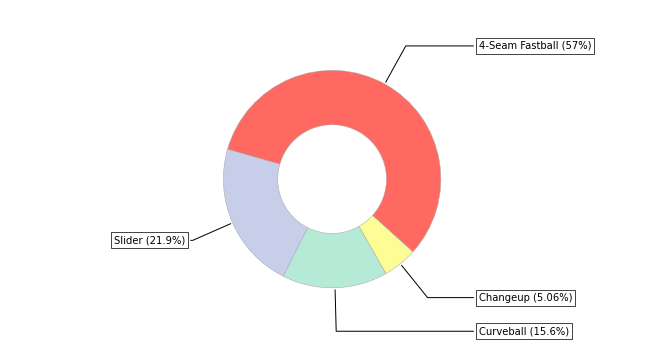 4-Seam Fastball (57%)
Slider (21.9%)
Changeup (5.06%)
Curveball (15.6%)